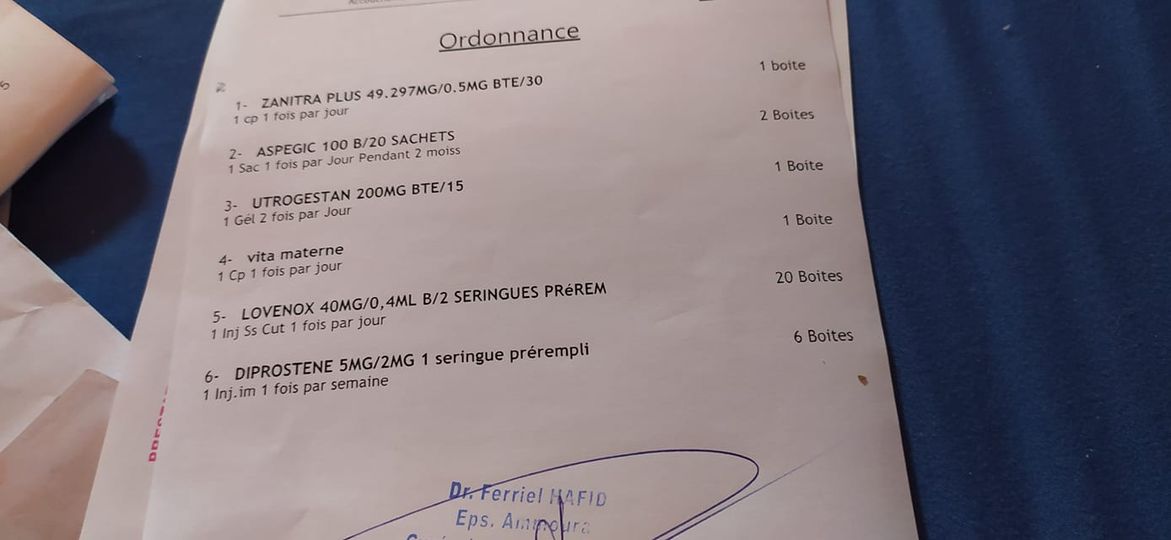 Ordonnance
1- ZANITRA PLUS 49.297MG/0.5MG BTE/30 1 boite
1 cp 1 fois par jour
2- ASPEGIC 100 B/20 SACHETS 2 Boites
1 Sac 1 fois par Jour Pendant 2 moiss
3- UTROGESTAN 200MG BTE/15 1 Boite
1 Gél 2 fois par Jour
4- vita materne 1 Boite
1 Cp 1 fois par jour
5- LOVENOX 40MG/0,4ML B/2 SERINGUES PRéREM 20 Boites
1 Inj Ss Cut 1 fois par jour
6- DIPROSTENE 5MG/2MG 1 seringue prérempli 6 Boites
1 Inj.im 1 fois par semaine
Dr. Ferriel HAFID
Eps. Ammoura